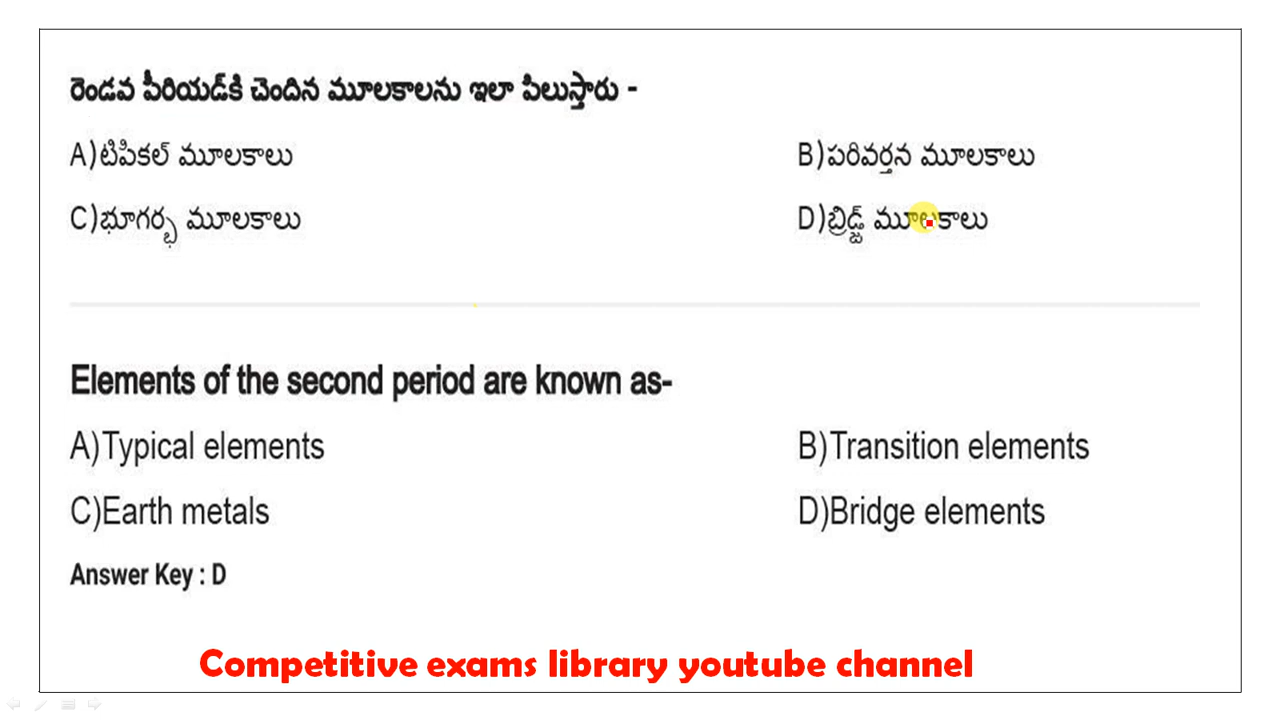 రెండవ పీరియడ్‌కి చెందిన మూలకాలను ఇలా పిలుస్తారు -
A)టిపికల్ మూలకాలు
B)పరివర్తన మూలకాలు
C)భూగర్భ మూలకాలు
D)బ్రిడ్జ్ మూలకాలు
Elements of the second period are known as-
A)Typical elements
B)Transition elements
C)Earth metals
D)Bridge elements
Answer Key : D
Competitive exams library youtube channel